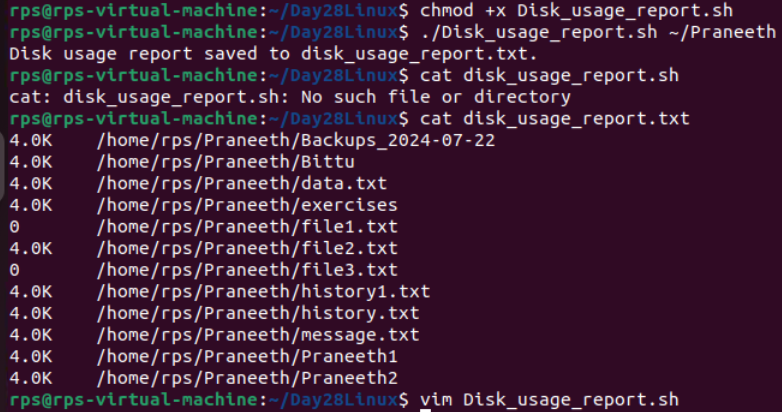 rps@rps-virtual-machine:~/Day28Linux$ chmod +x Disk_usage_report.sh
rps@rps-virtual-machine:~/Day28Linux$ ./Disk_usage_report.sh ~/Praneeth
Disk usage report saved to disk_usage_report.txt.
rps@rps-virtual-machine:~/Day28Linux$ cat disk_usage_report.sh
cat: disk_usage_report.sh: No such file or directory
rps@rps-virtual-machine:~/Day28Linux$ cat disk_usage_report.txt
4.0K    /home/rps/Praneeth/Backups_2024-07-22
4.0K    /home/rps/Praneeth/Bittu
4.0K    /home/rps/Praneeth/data.txt
4.0K    /home/rps/Praneeth/exercises
0       /home/rps/Praneeth/file1.txt
4.0K    /home/rps/Praneeth/file2.txt
0       /home/rps/Praneeth/file3.txt
4.0K    /home/rps/Praneeth/history1.txt
4.0K    /home/rps/Praneeth/history.txt
4.0K    /home/rps/Praneeth/message.txt
4.0K    /home/rps/Praneeth/Praneeth1
4.0K    /home/rps/Praneeth/Praneeth2
rps@rps-virtual-machine:~/Day28Linux$ vim Disk_usage_report.sh